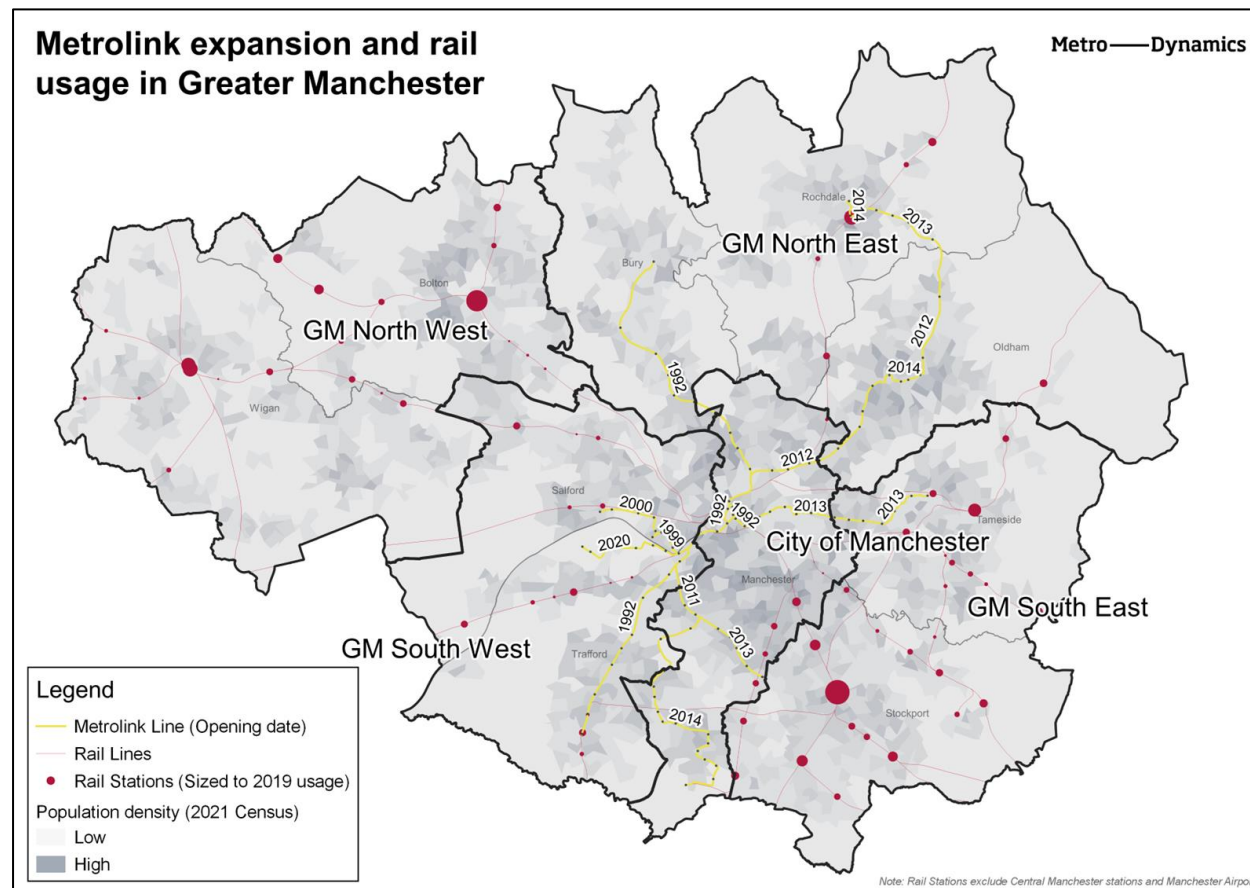 Metrolink expansion and rail
usage in Greater Manchester
Metro — Dynamics
Rochdale
2014
2013
GM North East
Bury
Bolton
GM North West
2012
Oldham
1992
2014
Wigan
2012
Salford
2000
1992
1992
2013
2013
Tameside
1999
City of Manchester
2020
Manchester
2011
GM South East
1992
GM South West
Trafford
2013
Stockport
2014
Legend
Metrolink Line (Opening date)
Rail Lines
Rail Stations (Sized to 2019 usage)
Population density (2021 Census)
Low
High
Note: Rail Stations exclude Central Manchester stations and Manchester Airpo